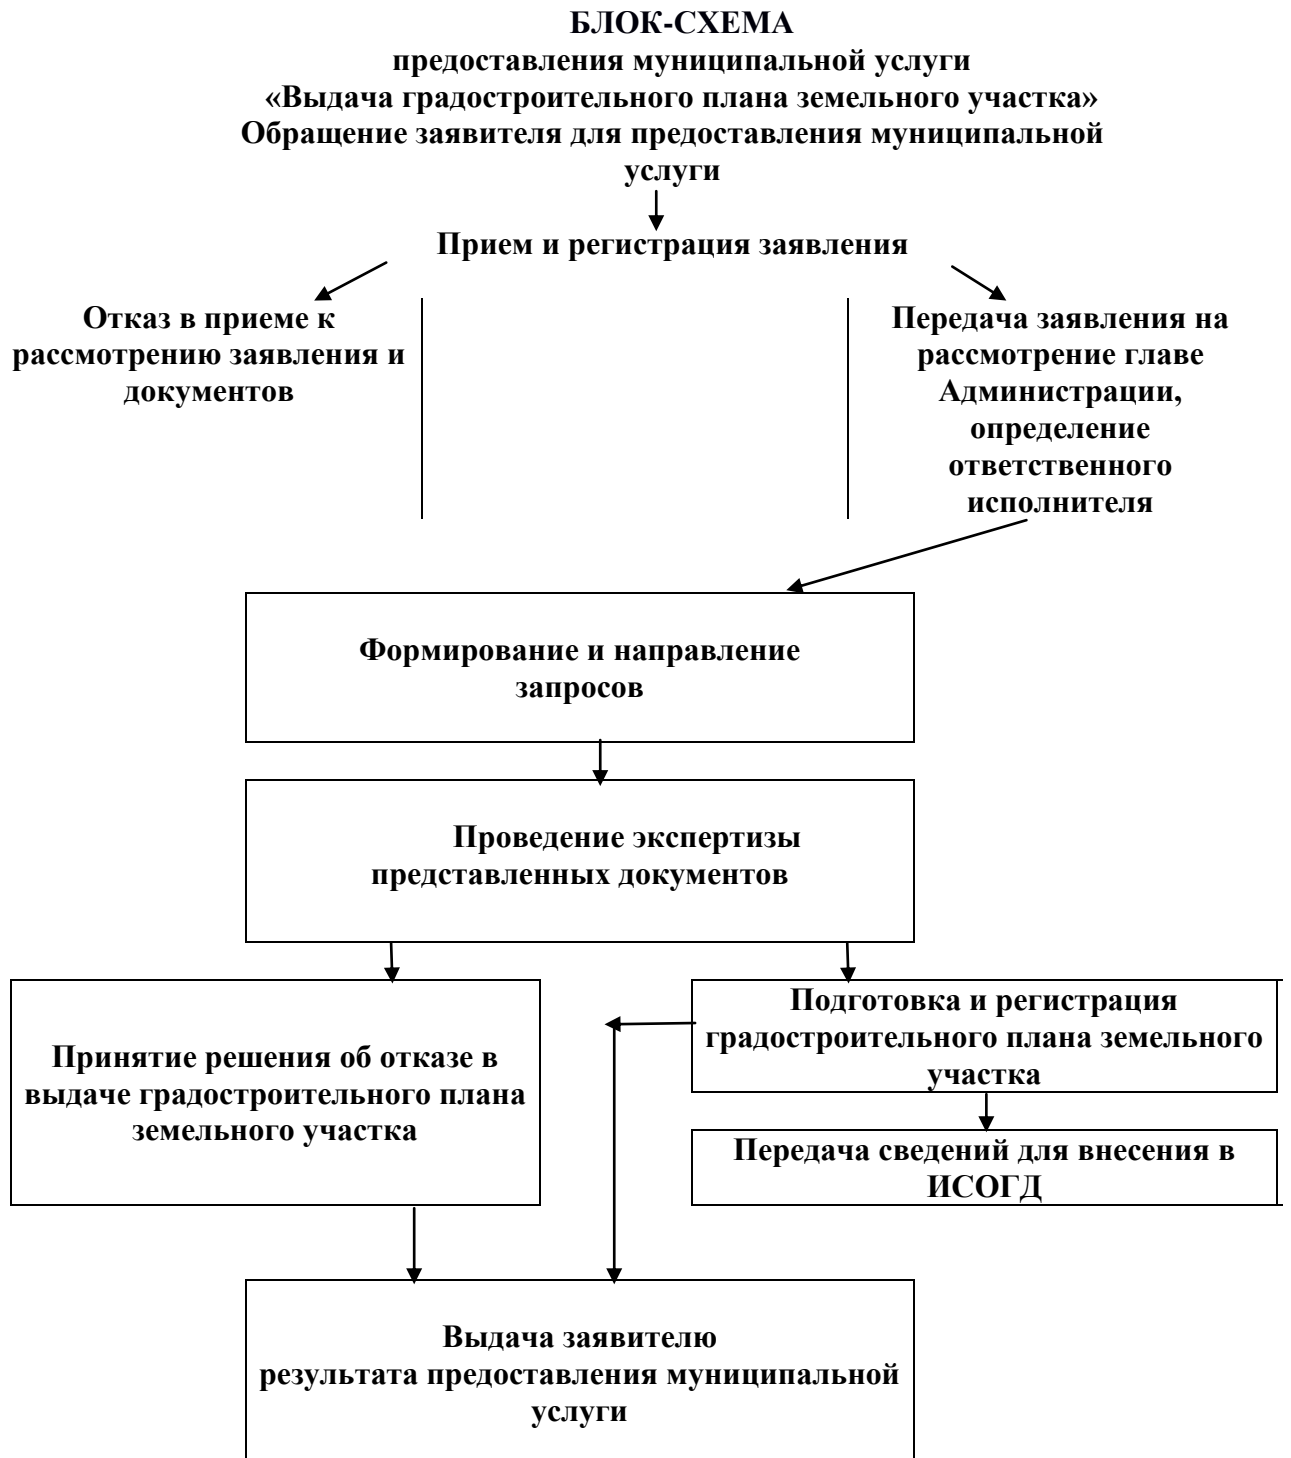 БЛОК-СХЕМА
предоставления муниципальной услуги
«Выдача градостроительного плана земельного участка»
Обращение заявителя для предоставления муниципальной
услуги
Прием и регистрация заявления
Отказ в приеме к
рассмотрению заявления и
документов
Передача заявления на
рассмотрение главе
Администрации,
определение
ответственного
исполнителя
Формирование и направление
запросов
Проведение экспертизы
представленных документов
Принятие решения об отказе в
выдаче градостроительного плана
земельного участка
Подготовка и регистрация
градостроительного плана земельного
участка
Передача сведений для внесения в
ИСОГД
Выдача заявителю
результата предоставления муниципальной
услуги